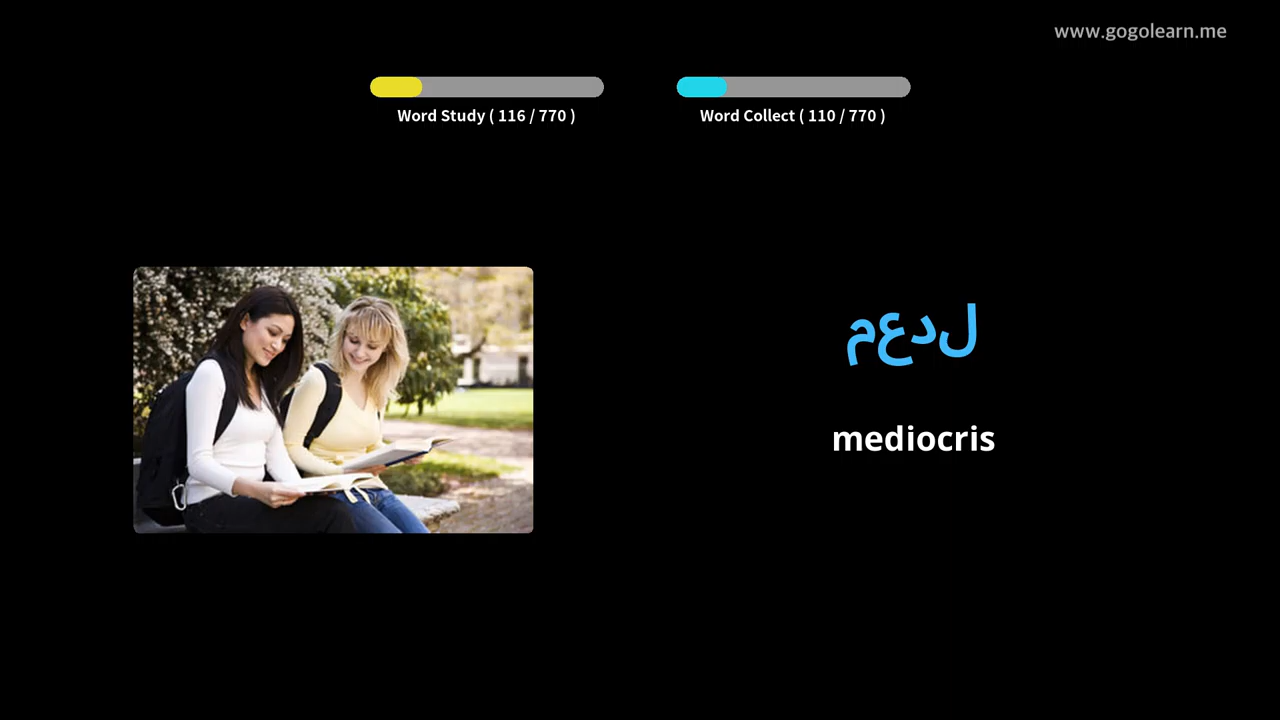 www.gogolearn.me
Word Study ( 116 / 770 )
Word Collect ( 110 / 770 )
معدل
mediocris